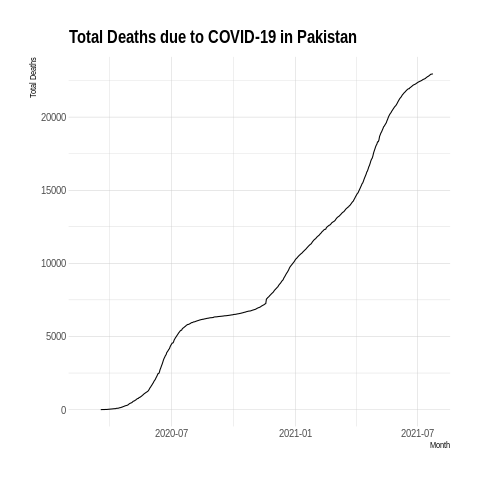 Total Deaths due to COVID-19 in Pakistan
Total Deaths
20000
15000
10000
5000
0
2020-07
2021-01
2021-07
Month